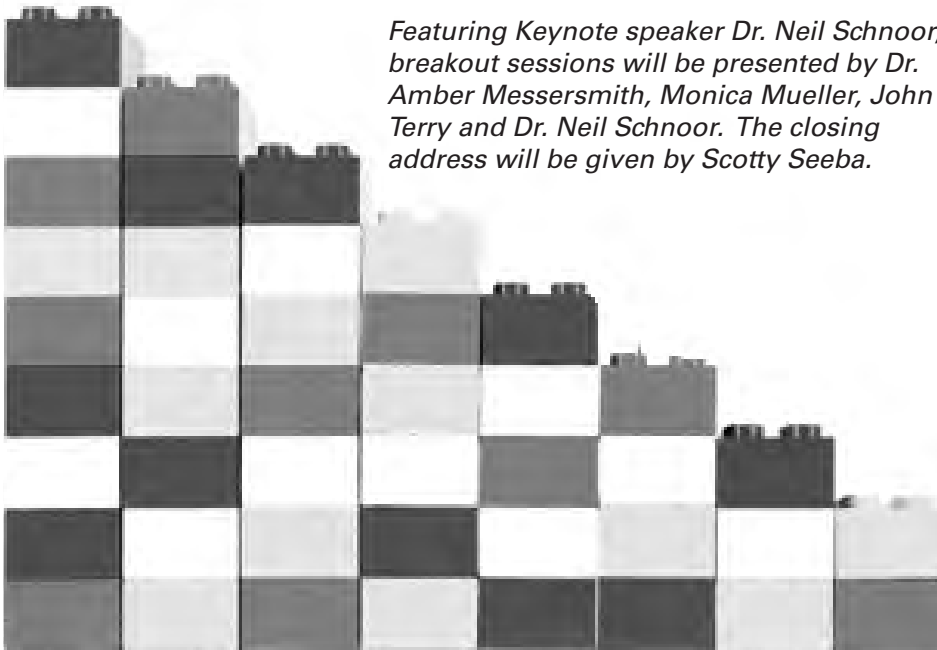 Featuring Keynote speaker Dr. Neil Schnoor,
breakout sessions will be presented by Dr.
Amber Messersmith, Monica Mueller, John
Terry and Dr. Neil Schnoor. The closing
address will be given by Scotty Seeba.